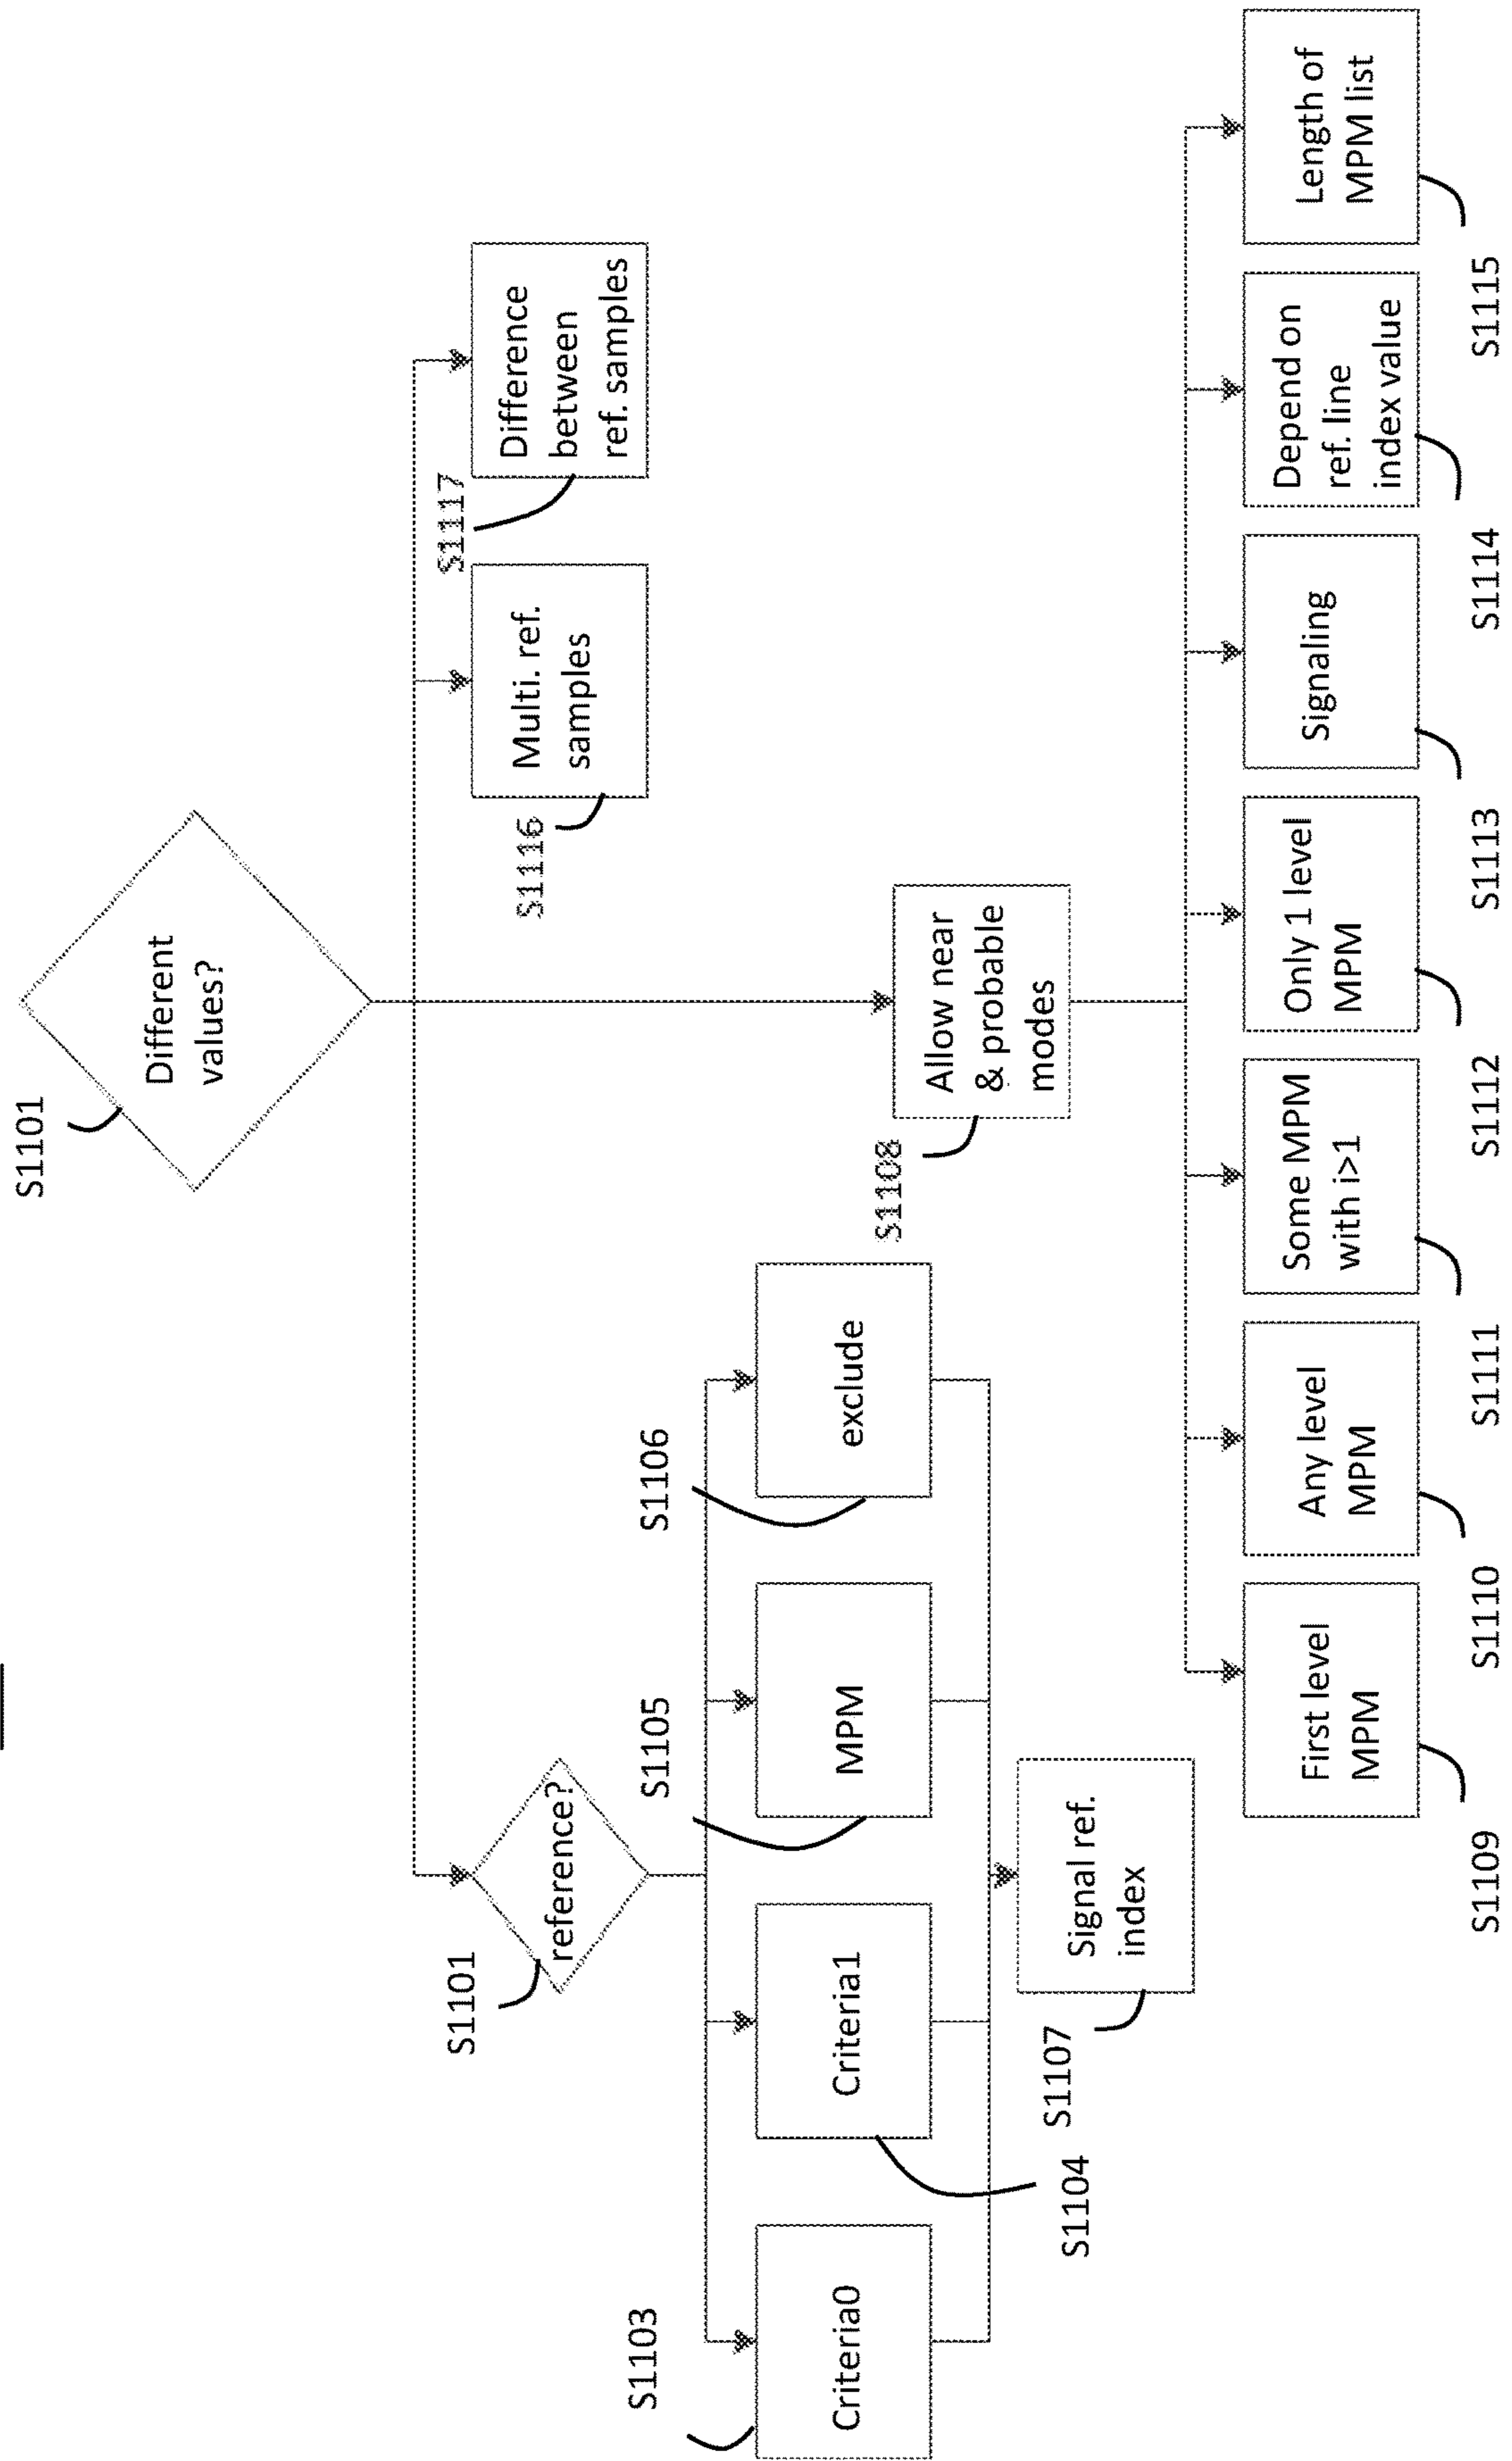 S1101
Different
values?
S1101
reference?
S1116
Multi. ref.
samples
S1117
Difference
between
ref. samples
S1103
Criteria0
S1104
Criteria1
S1105
MPM
S1106
exclude
S1107
Signal ref.
index
S1108
Allow near
& probable
modes
First level
MPM
S1109
Any level
MPM
S1110
Some MPM
with i>1
S1111
Only 1 level
MPM
S1112
Signaling
S1113
Depend on
ref. line
index value
S1114
Length of
MPM list
S1115